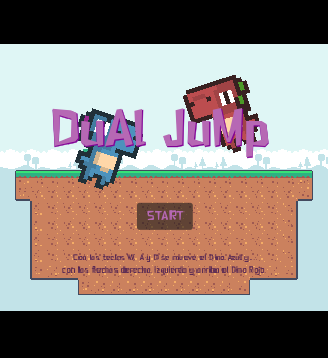 Dual Jump
START
Con las teclas W, A y D se mueve el Dino Azul y
con las flechas derecha izquierda y arriba el Dino Rojo